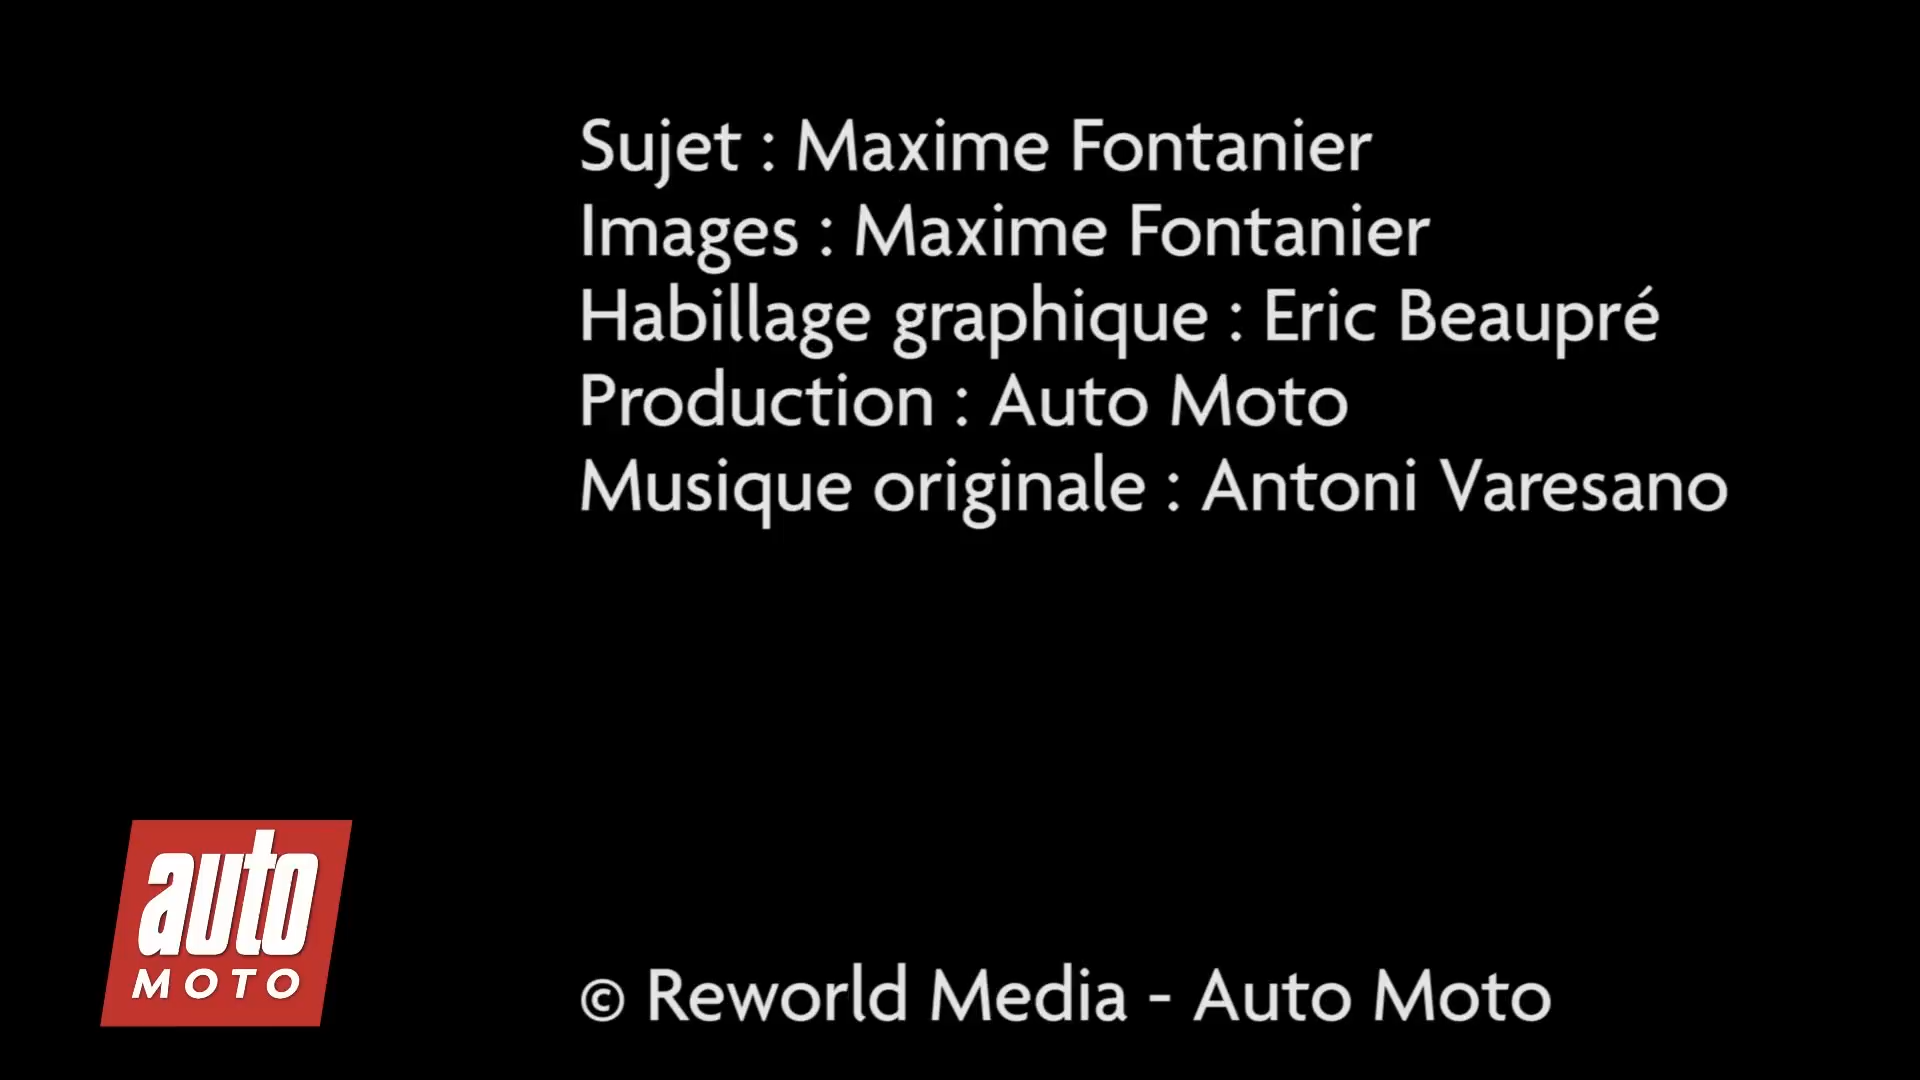 Sujet : Maxime Fontanier
Images : Maxime Fontanier
Habillage graphique : Eric Beaupré
Production : Auto Moto
Musique originale : Antoni Varesano
auto
MOTO
© Reworld Media - Auto Moto